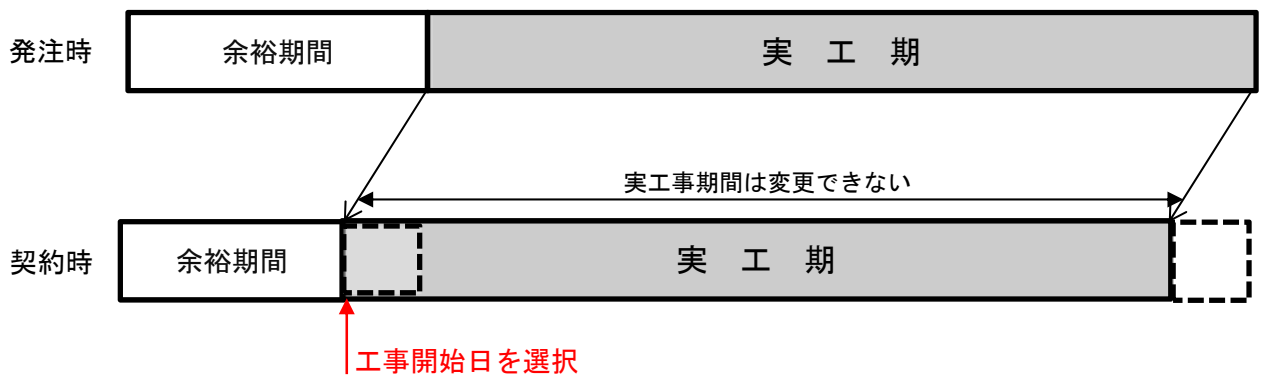 発注時
余裕期間
実 工 期
実工事期間は変更できない
契約時
余裕期間
実 工 期
工事開始日を選択